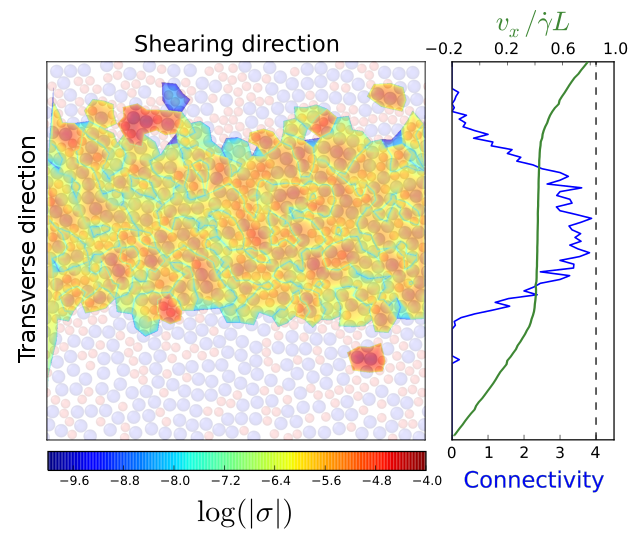 Shearing direction
Transverse direction
−9.6 −8.8 −8.0 −7.2 −6.4 −5.6 −4.8 −4.0
log(|σ|)
v_x/γ̇L
−0.2 0.2 0.6 1.0
0 1 2 3 4
Connectivity